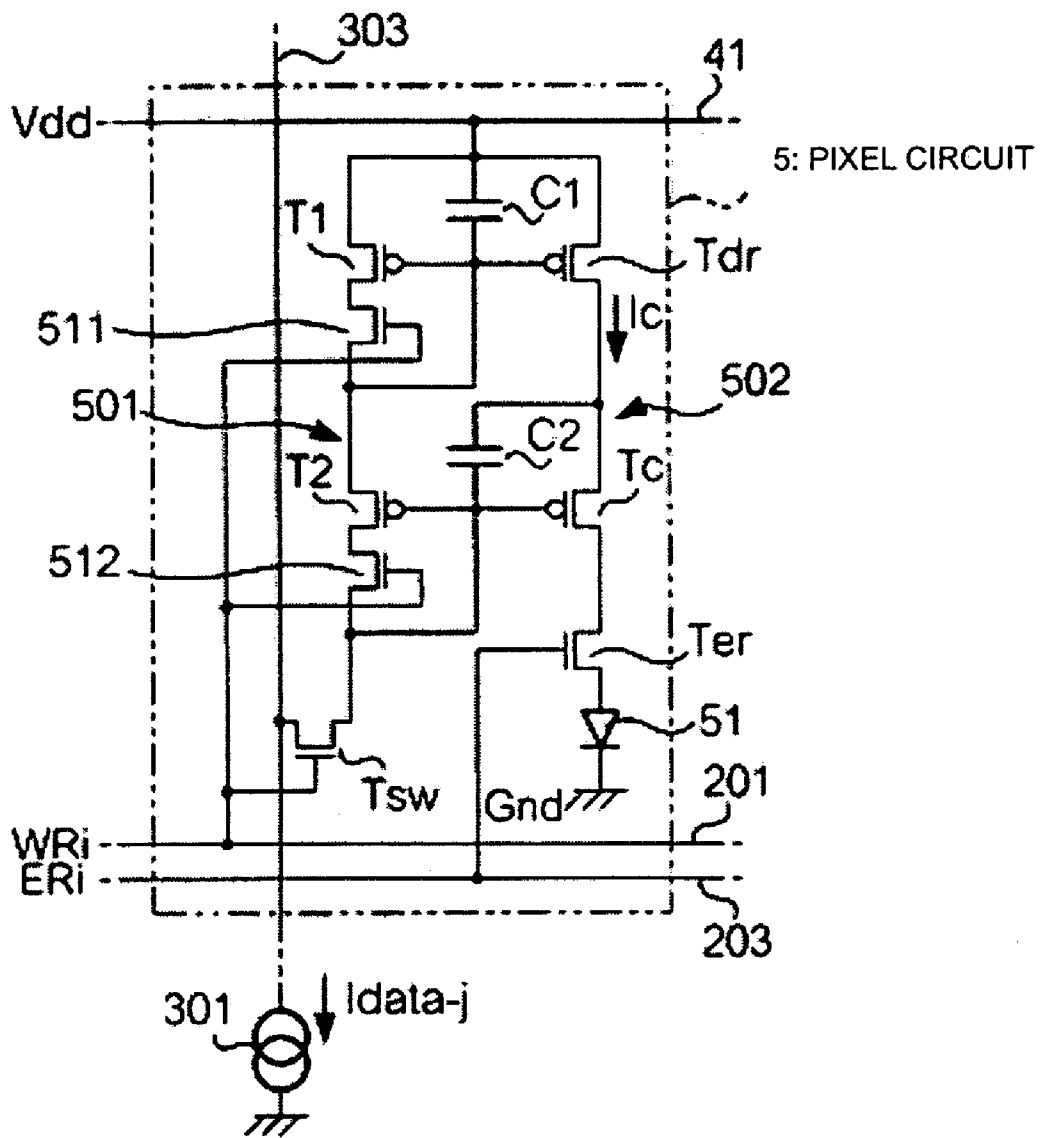 303
41
Vdd
5: PIXEL CIRCUIT
C1
T1
Tdr
511
Ic
501
502
C2
T2
Tc
512
Ter
51
Tsw
Gnd
201
WRi
ERi
203
301
Idata-j